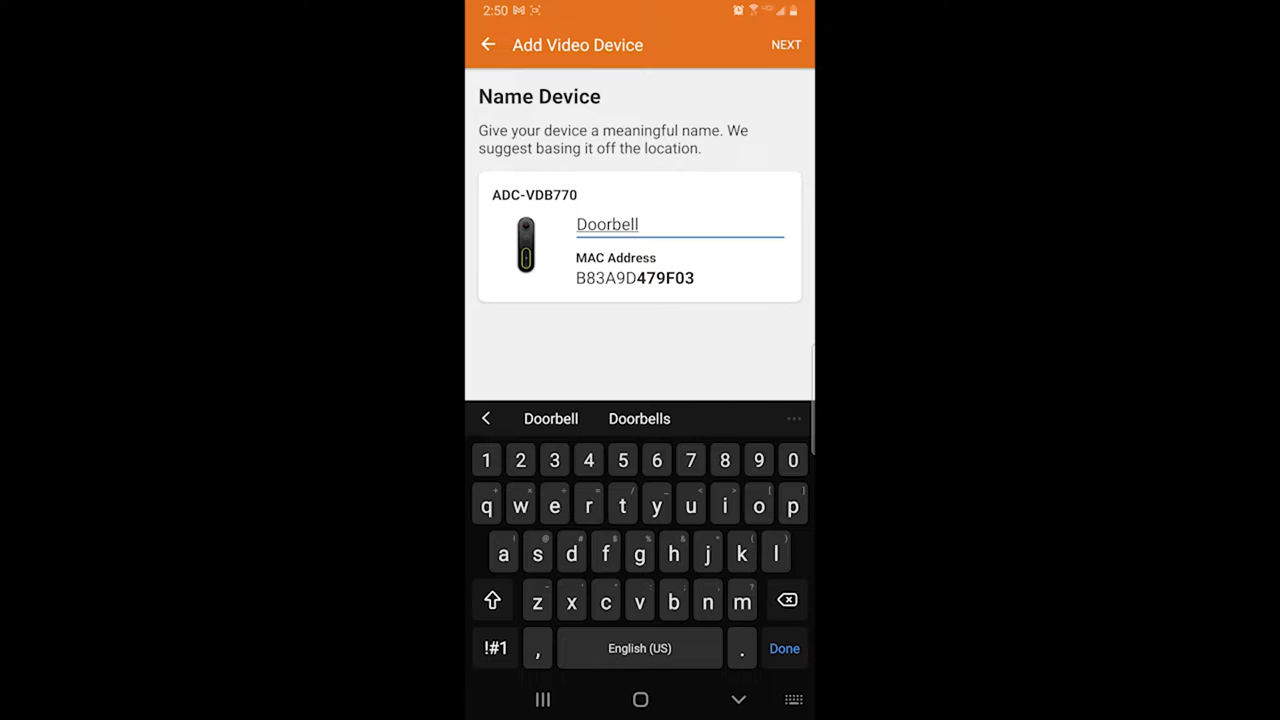 2:50
Add Video Device NEXT
Name Device
Give your device a meaningful name. We
suggest basing it off the location.
ADC-VDB770
Doorbell
MAC Address
B83A9D479F03
Doorbell Doorbells
1 2 3 4 5 6 7 8 9 0
q w e r t y u i o p
a s d f g h j k l
z x c v b n m
!#1 , English (US) . Done